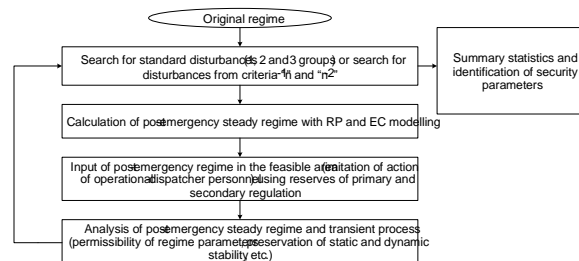 Original regime
Search for standard disturbances (1, 2 and 3 groups) or search for
disturbances from criteria "n-1" and "n-2"
Summary statistics and
identification of security
parameters
Calculation of post-emergency steady regime with RP and EC modelling
Input of post-emergency regime in the feasible area (imitation of action
of operational-dispatcher personnel) using reserves of primary and
secondary regulation
Analysis of post-emergency steady regime and transient process
(permissibility of regime parameters, preservation of static and dynamic
stability etc.)